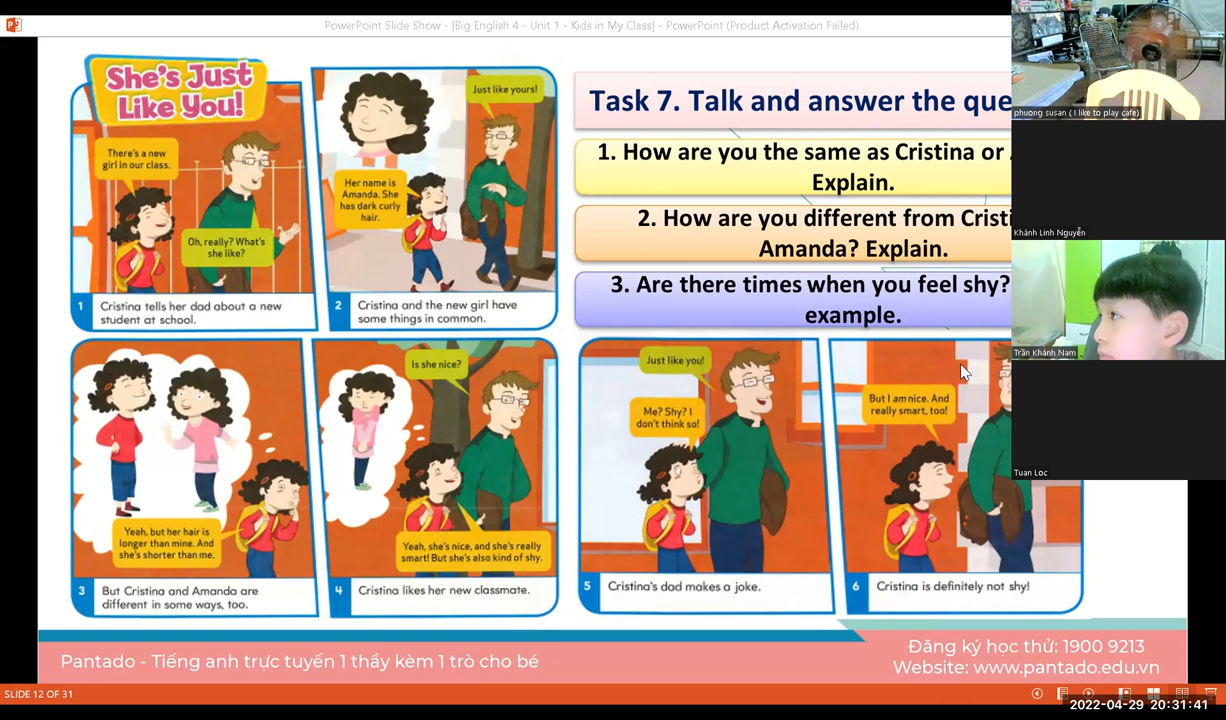 PowerPoint Slide Show - [Big English 4 - Unit 1 - Kids in My Class] - PowerPoint (Product Activation Failed)
She's Just
Like You!
There's a new
girl in our class.
Oh, really? What's
she like?
1 Cristina tells her dad about a new
student at school.
Just like yours!
Her name is
Amanda. She
has dark curly
hair.
2 Cristina and the new girl have
some things in common.
Task 7. Talk and answer the que
1. How are you the same as Cristina or
Explain.
2. How are you different from Cristi
Amanda? Explain.
3. Are there times when you feel shy?
example.
Yeah, but her hair is
longer than mine. And
she's shorter than me.
3 But Cristina and Amanda are
different in some ways, too.
Is she nice?
Yeah, she's nice, and she's really
smart! But she's also kind of shy.
4 Cristina likes her new classmate.
Just like you!
Me? Shy? I
don't think so!
5 Cristina's dad makes a joke.
But I am nice. And
really smart, too!
6 Cristina is definitely not shy!
phuong susan ( I like to play cafe)
Khánh Linh Nguyễn
Trần Khánh Nam
Tuan Loc
Pantado - Tiếng anh trực tuyến 1 thầy kèm 1 trò cho bé
Đăng ký học thử: 1900 9213
Website: www.pantado.edu.vn
SLIDE 12 OF 31
2022-04-29 20:31:41